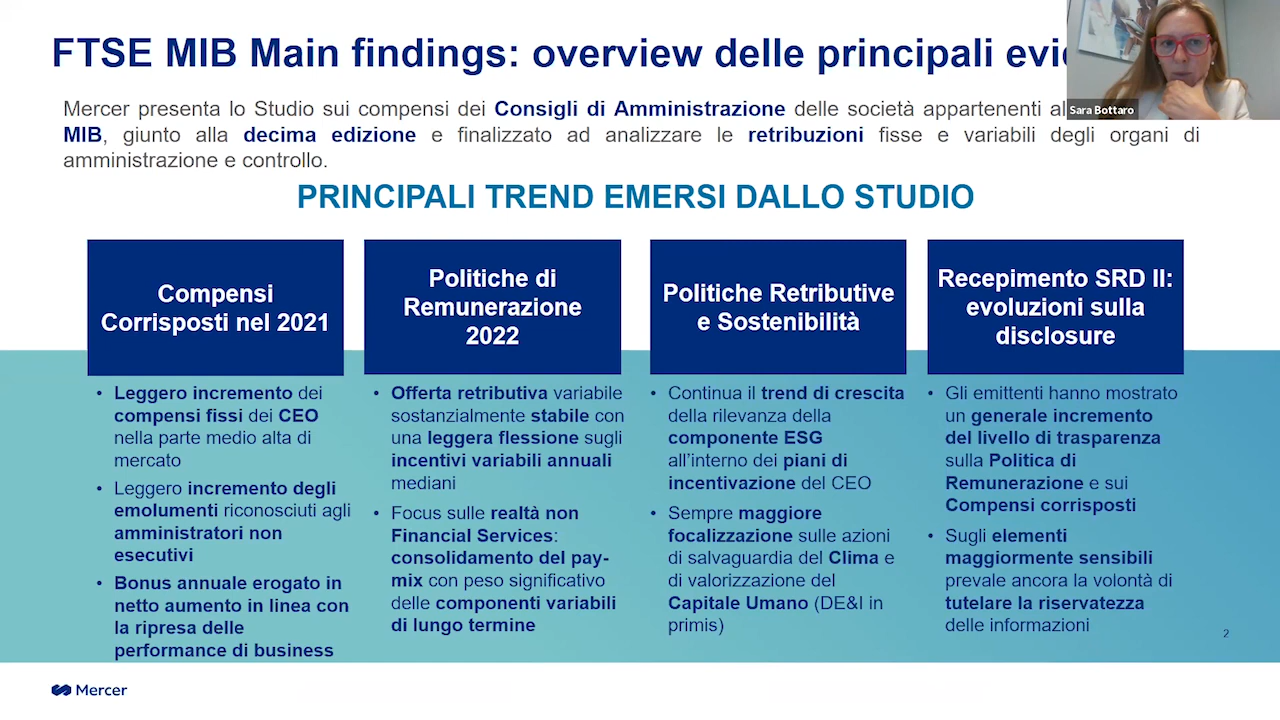 FTSE MIB Main findings: overview delle principali
Sara Bottaro
Mercer presenta lo Studio sui compensi dei Consigli di Amministrazione delle società appartenenti
MIB, giunto alla decima edizione e finalizzato ad analizzare le retribuzioni fisse e variabili degli organi di
amministrazione e controllo.
PRINCIPALI TREND EMERSI DALLO STUDIO
Compensi
Corrisposti nel 2021
• Leggero incremento dei
compensi fissi dei CEO
nella parte medio alta di
mercato
• Leggero incremento degli
emolumenti riconosciuti agli
amministratori non
esecutivi
• Bonus annuale erogato in
netto aumento in linea con
la ripresa delle
performance di business
Politiche di
Remunerazione
2022
• Offerta retributiva variabile
sostanzialmente stabile con
una leggera flessione sugli
incentivi variabili annuali
mediani
• Focus sulle realtà non
Financial Services:
consolidamento del pay-
mix con peso significativo
delle componenti variabili
di lungo termine
Politiche Retributive
e Sostenibilità
• Continua il trend di crescita
della rilevanza della
componente ESG
all'interno dei piani di
incentivazione del CEO
• Sempre maggiore
focalizzazione sulle azioni
di salvaguardia del Clima e
di valorizzazione del
Capitale Umano (DE&I in
primis)
Recepimento SRD II:
evoluzioni sulla
disclosure
• Gli emittenti hanno mostrato
un generale incremento
del livello di trasparenza
sulla Politica di
Remunerazione e sui
Compensi corrisposti
• Sugli elementi
maggiormente sensibili
prevale ancora la volontà di
tutelare la riservatezza
delle informazioni
2
Mercer